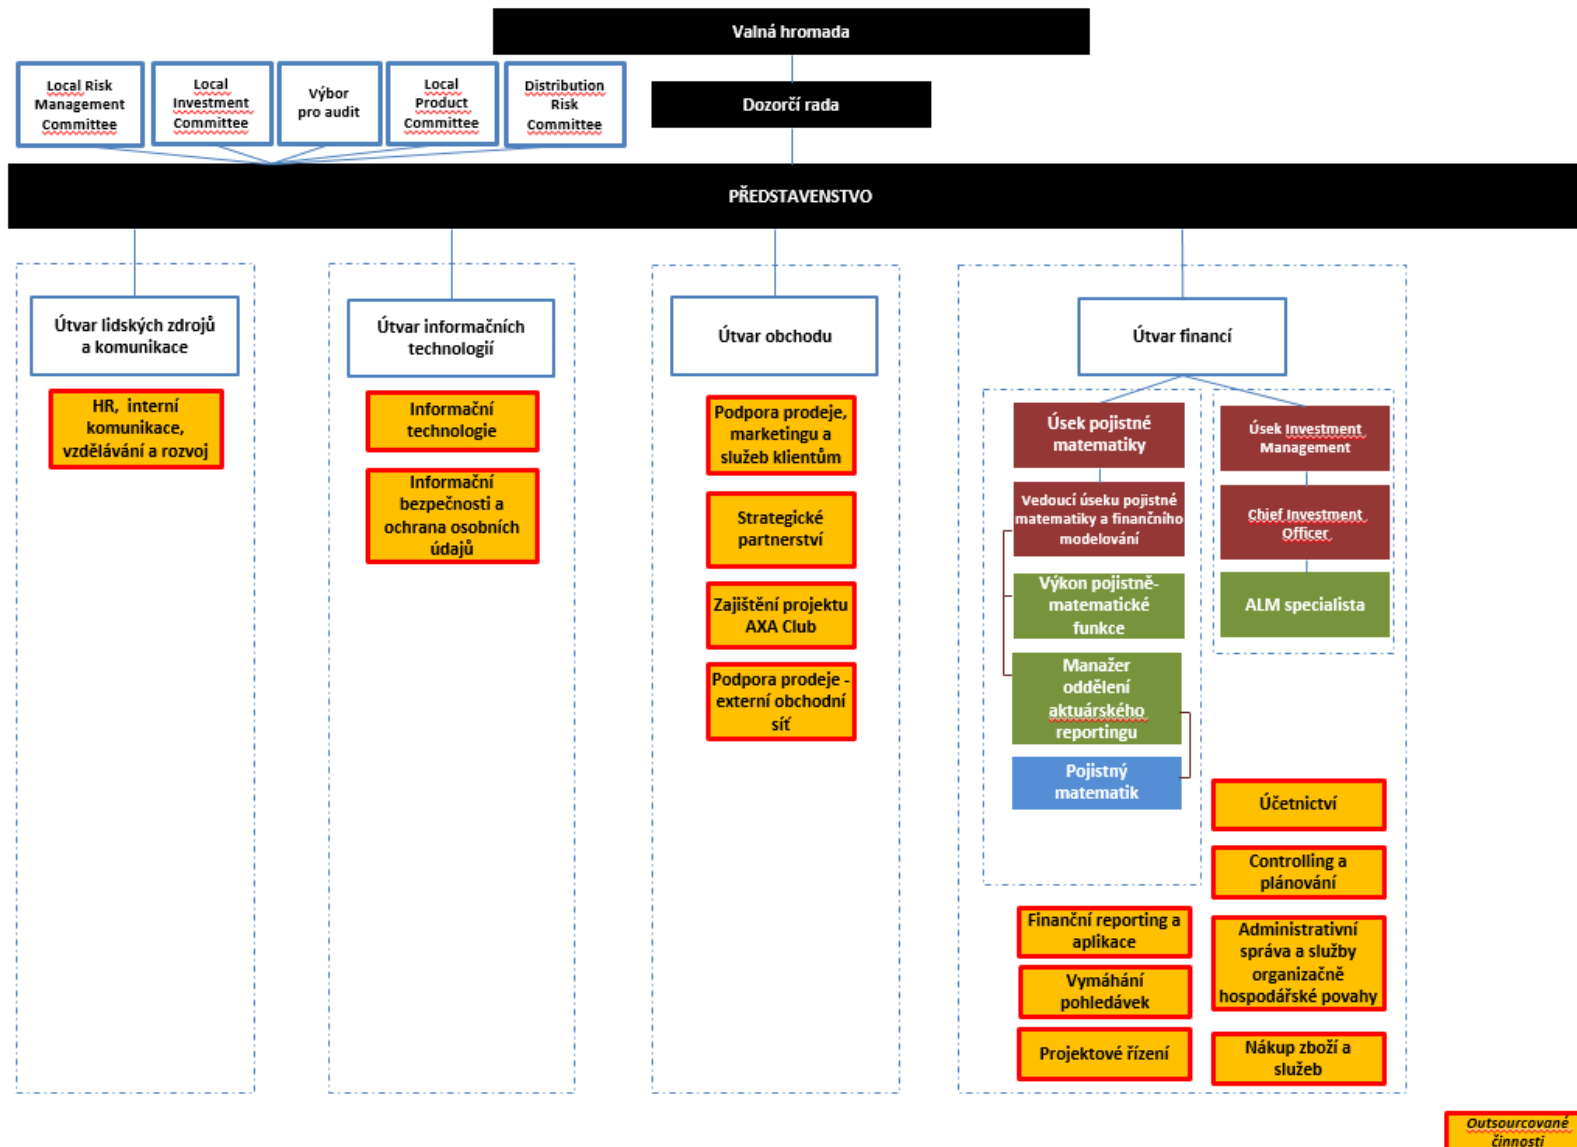 Valná hromada
Local Risk
Management
Committee
Local
Investment
Committee
Výbor
pro audit
Local
Product
Committee
Distribution
Risk
Committee
Dozorčí rada
PŘEDSTAVENSTVO
Útvar lidských zdrojů
a komunikace
HR, interní
komunikace,
vzdělávání a rozvoj
Útvar informačních
technologií
Informační
technologie
Informační
bezpečnosti a
ochrana osobních
údajů
Útvar obchodu
Podpora prodeje,
marketingu a
služeb klientům
Strategické
partnerství
Zajištění projektu
AXA Club
Podpora prodeje -
externí obchodní
síť
Útvar financí
Úsek pojistné
matematiky
Vedoucí úseku pojistné
matematiky a finančního
modelování
Výkon pojistně-
matematické
funkce
Manažer
oddělení
aktuárského
reportingu
Pojistný
matematik
Úsek Investment
Management
Chief Investment
Officer
ALM specialista
Finanční reporting a
aplikace
Vymáhání
pohledávek
Projektové řízení
Účetnictví
Controlling a
plánování
Administrativní
správa a služby
organizačně
hospodářské povahy
Nákup zboží a
služeb
Outsourcované
činnosti